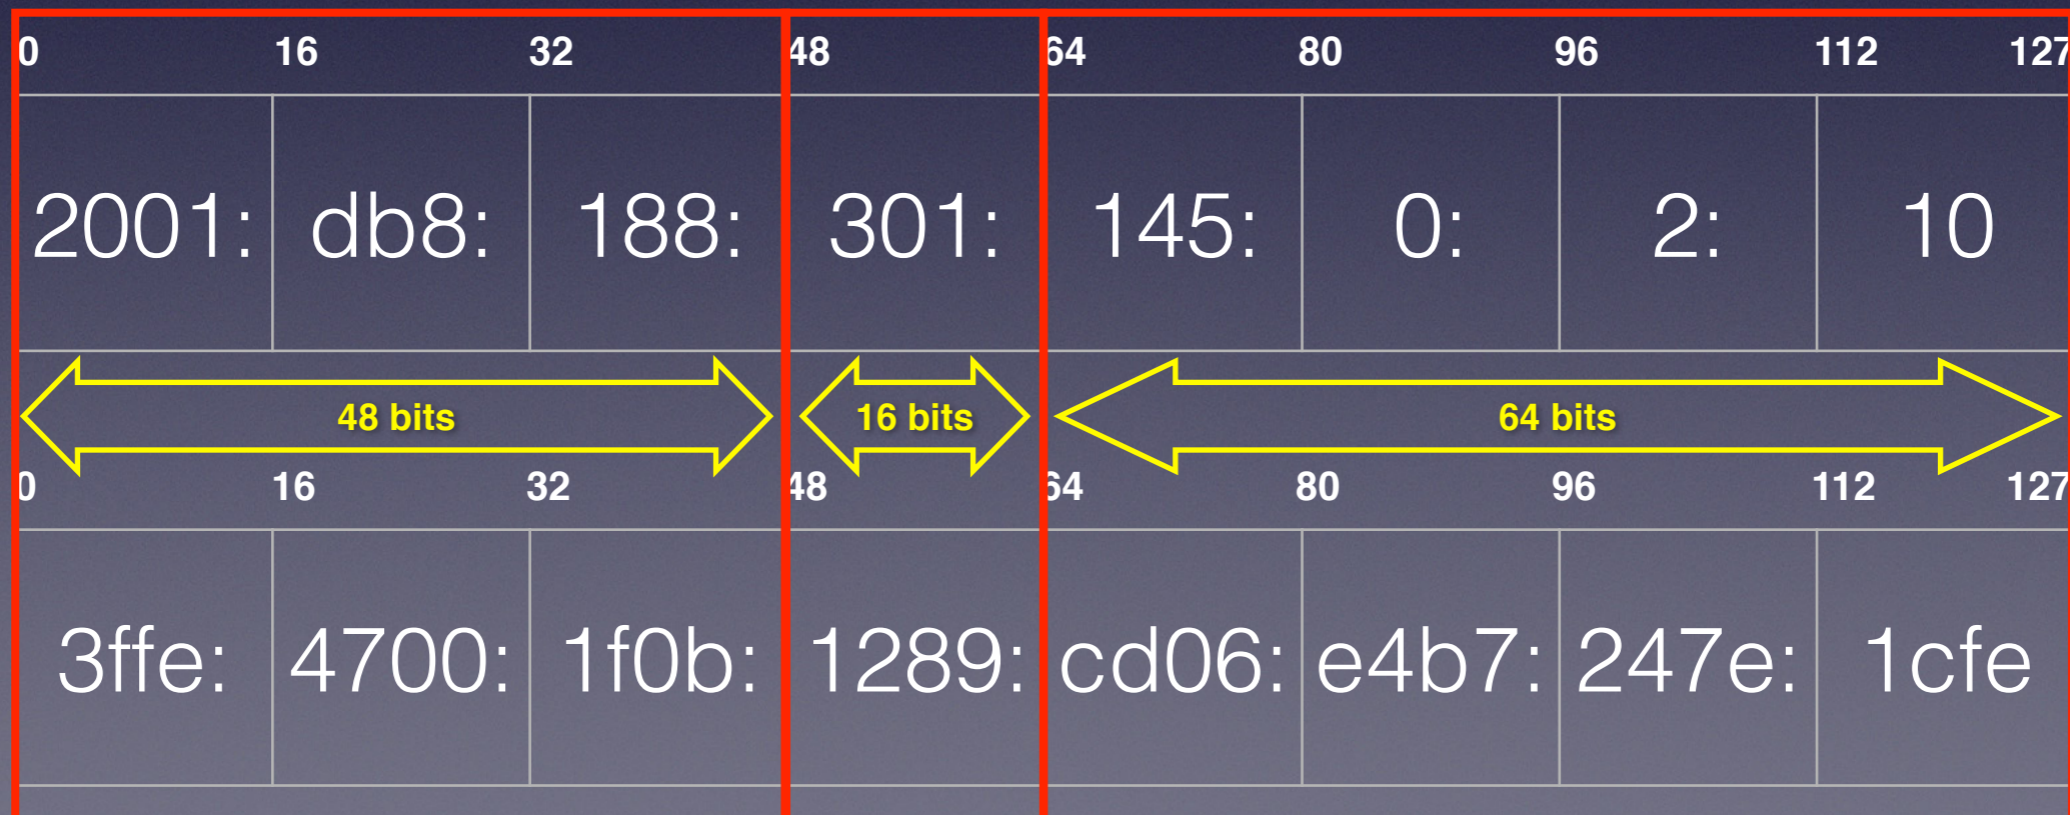 0 16 32 48 64 80 96 112 127
2001: db8: 188: 301: 145: 0: 2: 10
48 bits 16 bits 64 bits
0 16 32 48 64 80 96 112 127
3ffe: 4700: 1f0b: 1289: cd06: e4b7: 247e: 1cfe